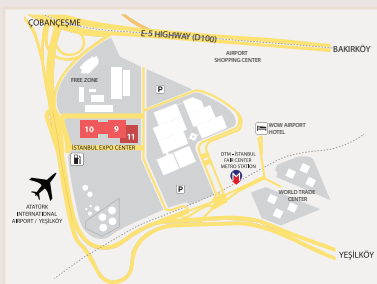 ÇOBANÇEŞME
E-5 HIGHWAY (D100)
BAKIRKÖY
AIRPORT
SHOPPING CENTER
FREE ZONE
P
10
9
11
WOW AIRPORT
HOTEL
İSTANBUL EXPO CENTER
DTM - İSTANBUL
FAIR CENTER
METRO STATION
M
P
WORLD TRADE
CENTER
ATATÜRK
INTERNATIONAL
AIRPORT / YEŞİLKÖY
YEŞİLKÖY